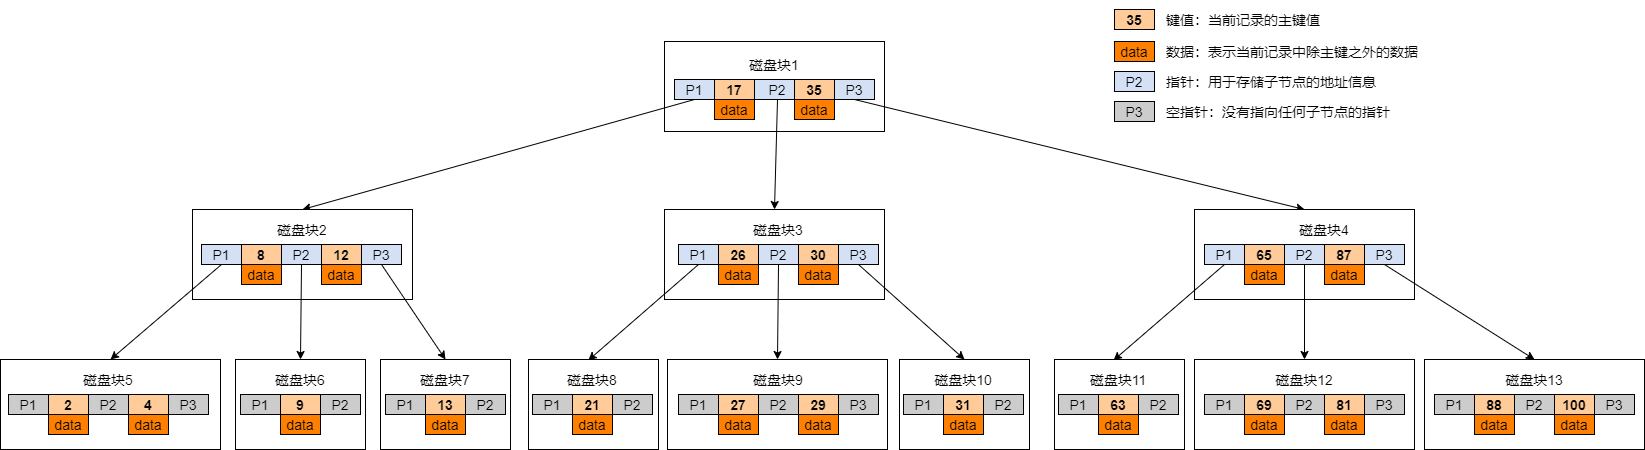 35 键值：当前记录的主键值
data 数据：表示当前记录中除主键之外的数据
P2 指针：用于存储子节点的地址信息
P3 空指针：没有指向任何子节点的指针
磁盘块1
P1 17 P2 35 P3
data data
磁盘块2
P1 8 P2 12 P3
data data
磁盘块3
P1 26 P2 30 P3
data data
磁盘块4
P1 65 P2 87 P3
data data
磁盘块5
P1 2 P2 4 P3
data data
磁盘块6
P1 9 P2
data
磁盘块7
P1 13 P2
data
磁盘块8
P1 21 P2
data
磁盘块9
P1 27 P2 29 P3
data data
磁盘块10
P1 31 P2
data
磁盘块11
P1 63 P2
data
磁盘块12
P1 69 P2 81 P3
data data
磁盘块13
P1 88 P2 100 P3
data data